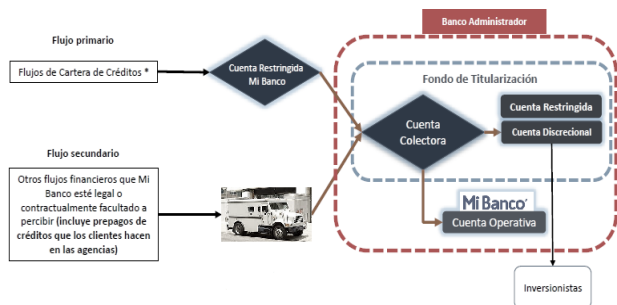 Banco Administrador
Flujo primario
Flujos de Cartera de Créditos *
Cuenta Restringida
Mi Banco
Fondo de Titularización
Cuenta
Colectora
Cuenta Restringida
Cuenta Discrecional
Flujo secundario
Otros flujos financieros que Mi
Banco esté legal o
contractualmente facultado a
percibir (incluye prepagos de
créditos que los clientes hacen
en las agencias)
Mi Banco
Cuenta Operativa
Inversionistas